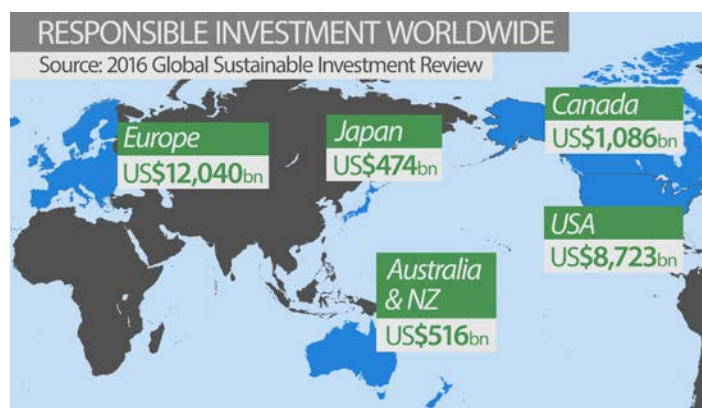 RESPONSIBLE INVESTMENT WORLDWIDE
Source: 2016 Global Sustainable Investment Review
Europe
US$12,040bn
Japan
US$474bn
Canada
US$1,086bn
USA
US$8,723bn
Australia
& NZ
US$516bn